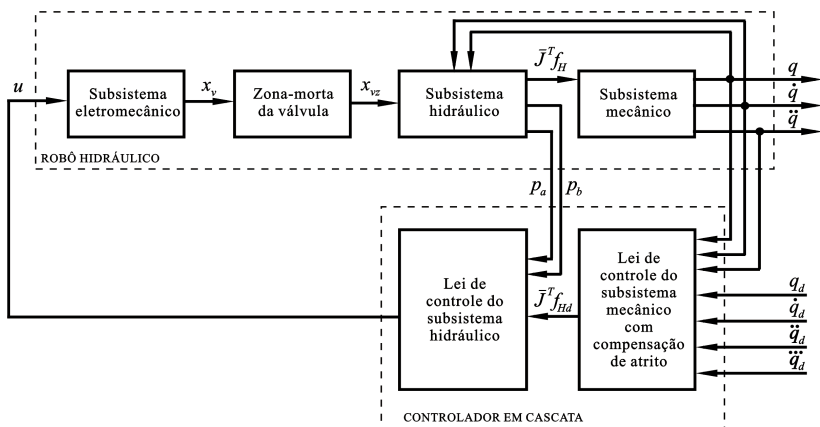 u
Subsistema
eletromecânico
x_v
Zona-morta
da válvula
x_vz
Subsistema
hidráulico
J̄^T f_H
Subsistema
mecânico
q
q̇
q̈
ROBÔ HIDRÁULICO
p_a
p_b
Lei de
controle do
subsistema
hidráulico
J̄^T f_Hd
Lei de
controle do
subsistema
mecânico
com
compensação
de atrito
q_d
q̇_d
q̈_d
q⃛_d
CONTROLADOR EM CASCATA